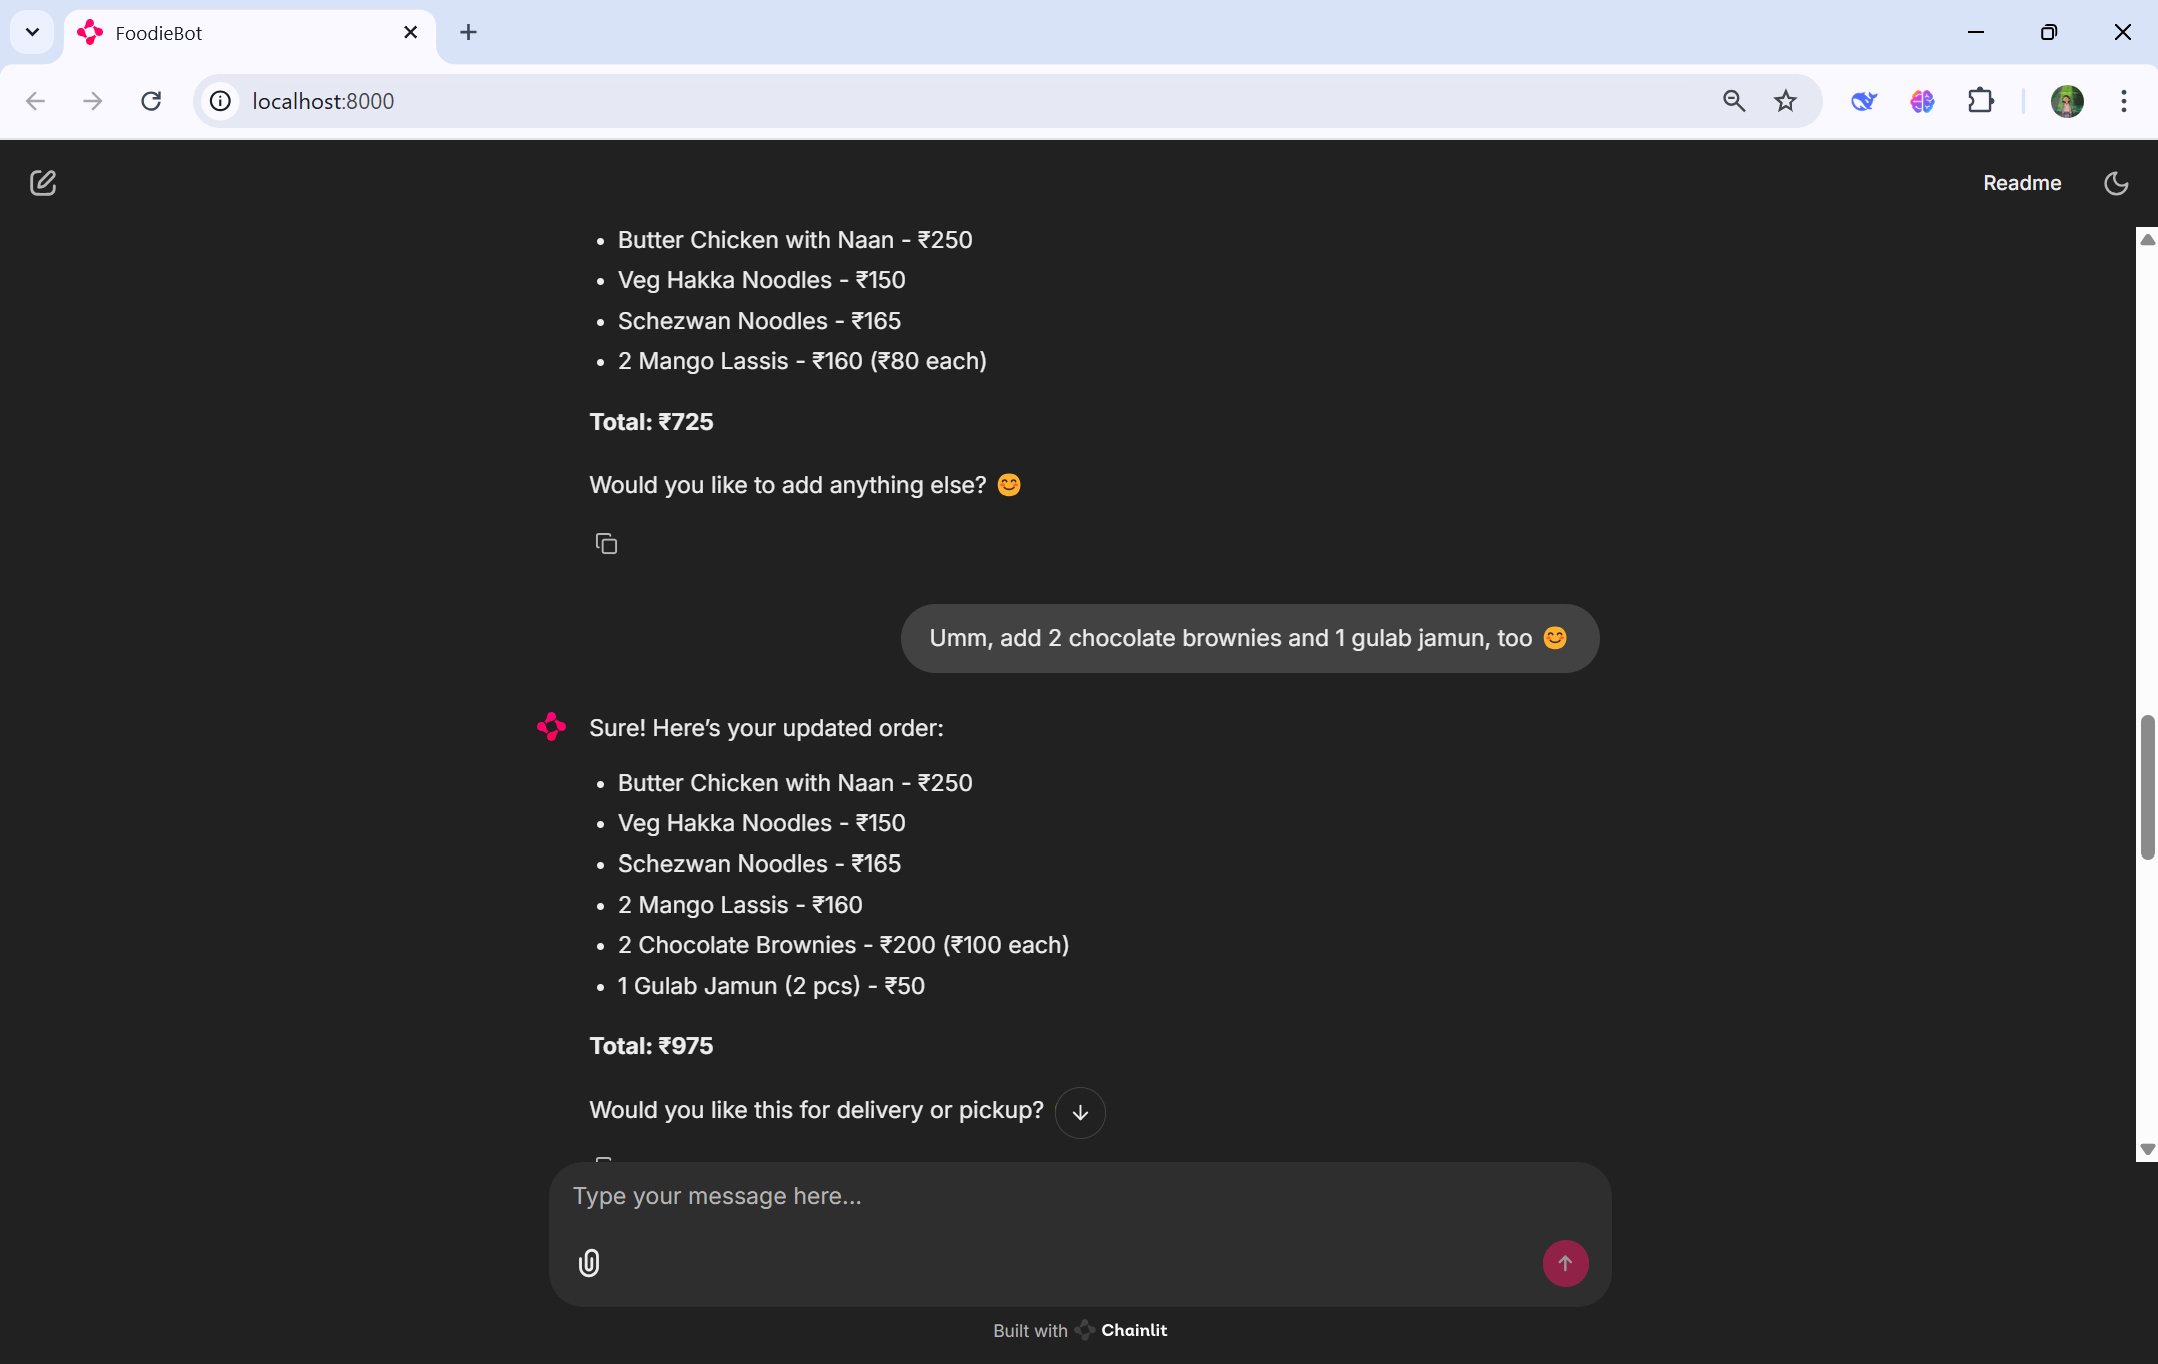 FoodieBot
localhost:8000
Readme
• Butter Chicken with Naan - ₹250
• Veg Hakka Noodles - ₹150
• Schezwan Noodles - ₹165
• 2 Mango Lassis - ₹160 (₹80 each)
Total: ₹725
Would you like to add anything else? 😊
Umm, add 2 chocolate brownies and 1 gulab jamun, too 😊
Sure! Here’s your updated order:
• Butter Chicken with Naan - ₹250
• Veg Hakka Noodles - ₹150
• Schezwan Noodles - ₹165
• 2 Mango Lassis - ₹160
• 2 Chocolate Brownies - ₹200 (₹100 each)
• 1 Gulab Jamun (2 pcs) - ₹50
Total: ₹975
Would you like this for delivery or pickup?
Type your message here...
Built with Chainlit